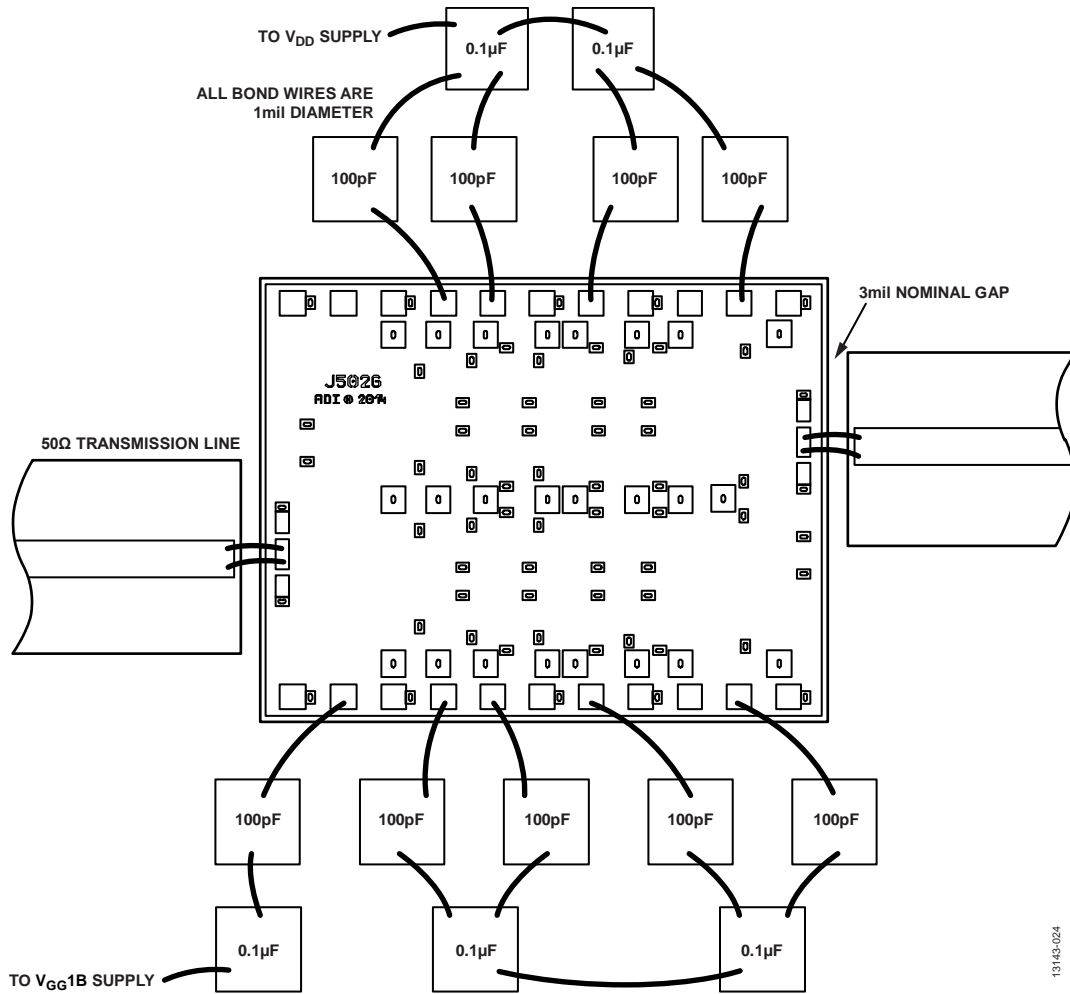 TO VDD SUPPLY
0.1µF
0.1µF
ALL BOND WIRES ARE
1mil DIAMETER
100pF
100pF
100pF
100pF
3mil NOMINAL GAP
J5026
ADI ® 2014
50Ω TRANSMISSION LINE
100pF
100pF
100pF
100pF
100pF
0.1µF
0.1µF
0.1µF
TO VGG1B SUPPLY
13143-024